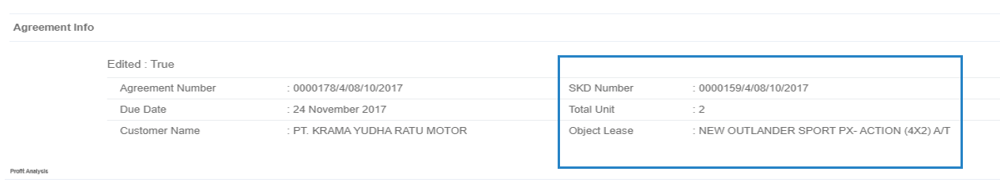 Agreement Info
Edited : True
Agreement Number : 0000178/4/08/10/2017 SKD Number : 0000159/4/08/10/2017
Due Date : 24 November 2017 Total Unit : 2
Customer Name : PT. KRAMA YUDHA RATU MOTOR Object Lease : NEW OUTLANDER SPORT PX- ACTION (4X2) A/T
Profit Analysis